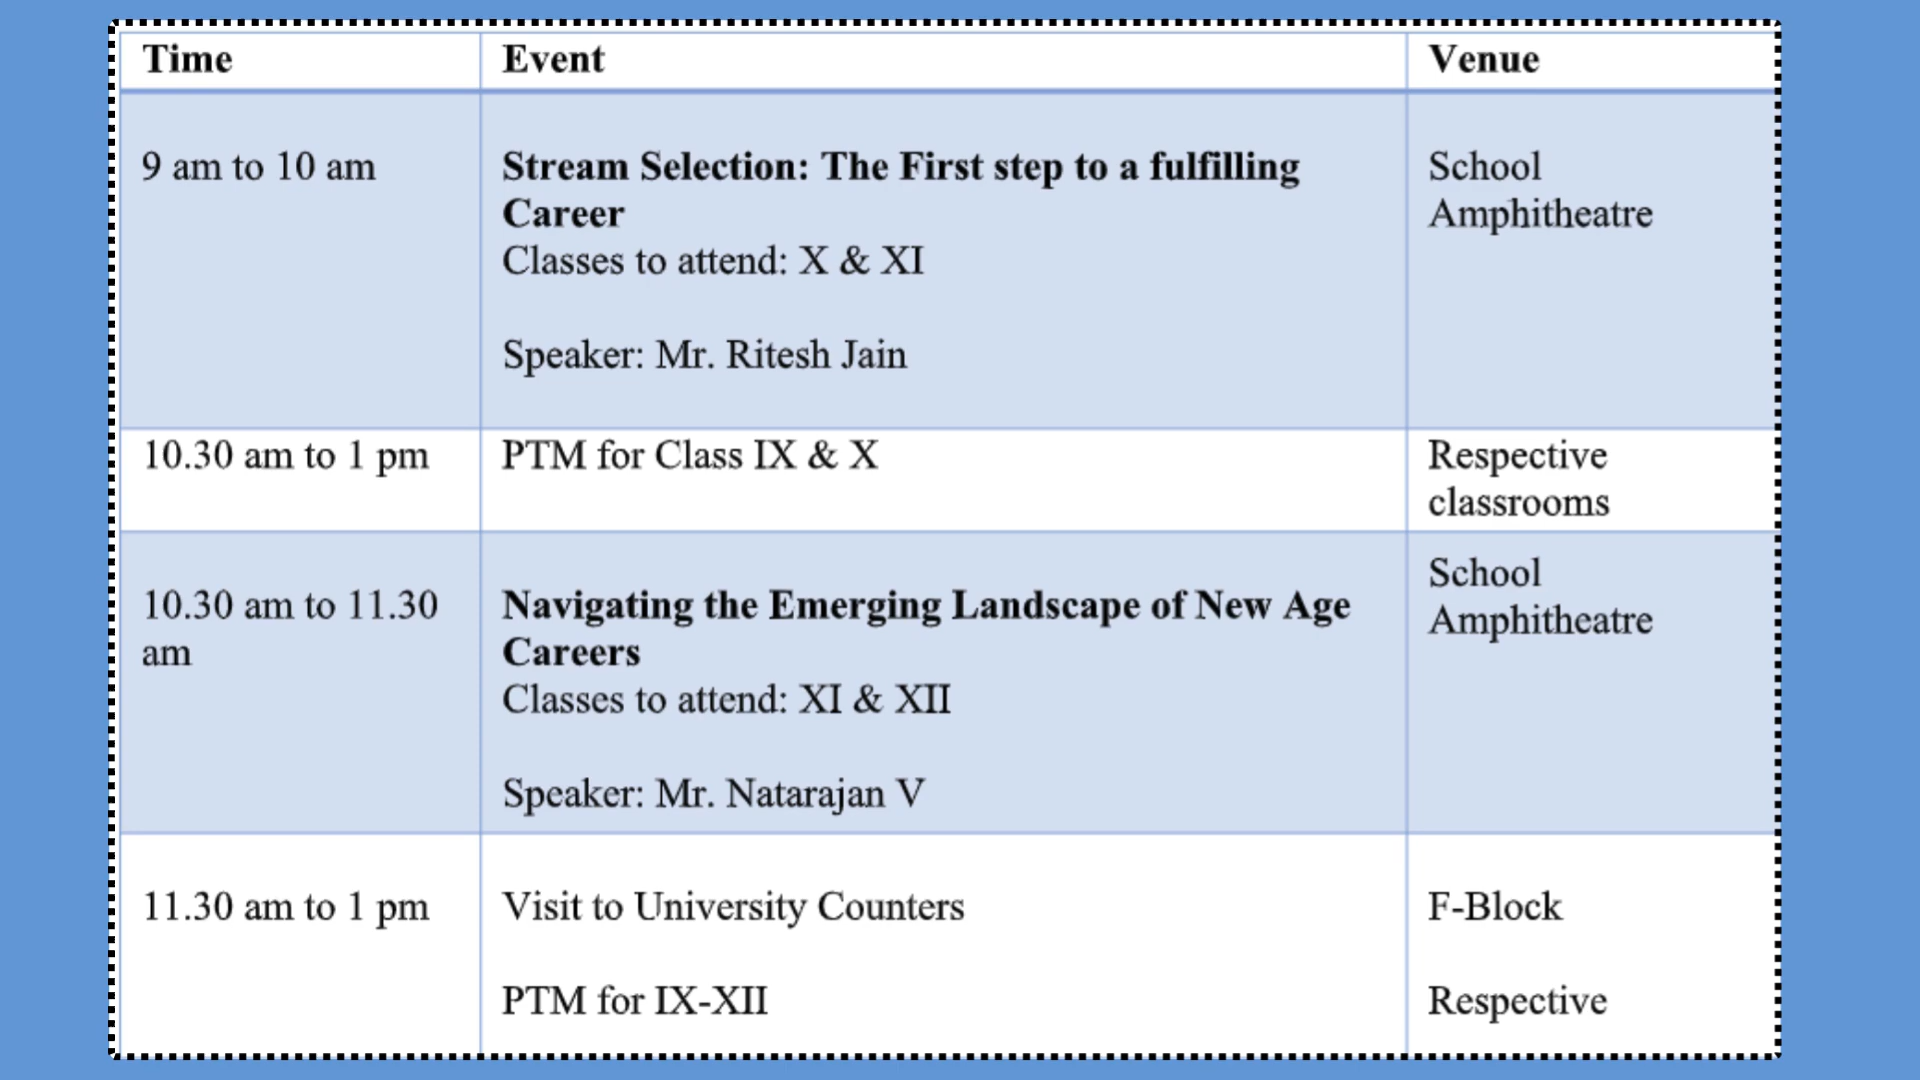 Time Event Venue
9 am to 10 am
Stream Selection: The First step to a fulfilling
Career
Classes to attend: X & XI
Speaker: Mr. Ritesh Jain
School
Amphitheatre
10.30 am to 1 pm
PTM for Class IX & X
Respective
classrooms
10.30 am to 11.30
am
Navigating the Emerging Landscape of New Age
Careers
Classes to attend: XI & XII
Speaker: Mr. Natarajan V
School
Amphitheatre
11.30 am to 1 pm
Visit to University Counters
F-Block
PTM for IX-XII
Respective